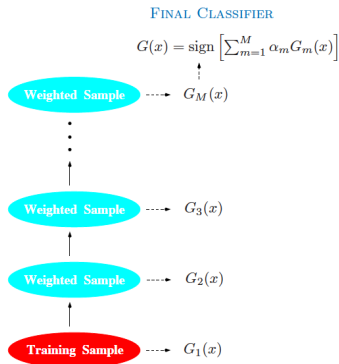 FINAL CLASSIFIER
G(x) = sign [∑_{m=1}^{M} α_m G_m(x)]
Weighted Sample G_M(x)
Weighted Sample G_3(x)
Weighted Sample G_2(x)
Training Sample G_1(x)